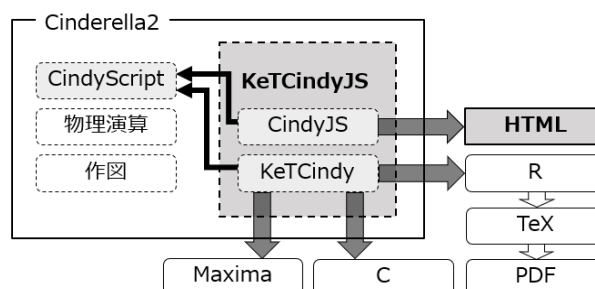 Cinderella2
CindyScript
KeTCindyJS
物理演算
CindyJS
HTML
作図
KeTCindy
R
TeX
Maxima
C
PDF